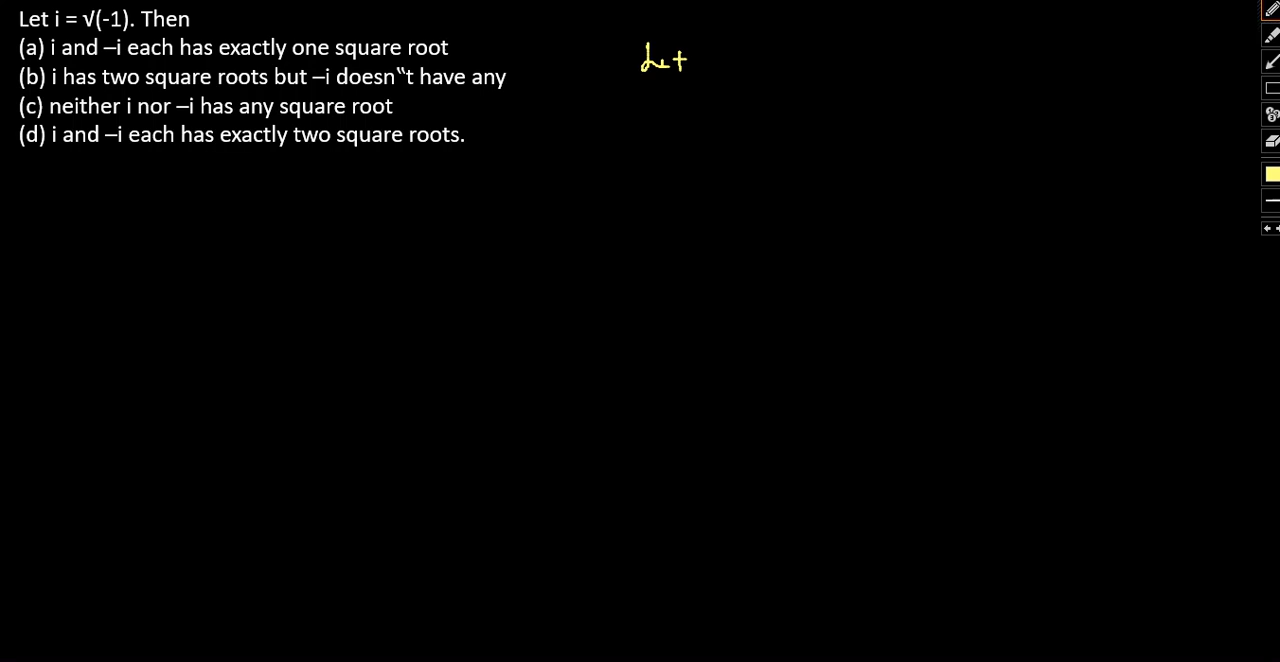 Let i = √(-1). Then
(a) i and –i each has exactly one square root
Let
(b) i has two square roots but –i doesn‟t have any
(c) neither i nor –i has any square root
(d) i and –i each has exactly two square roots.